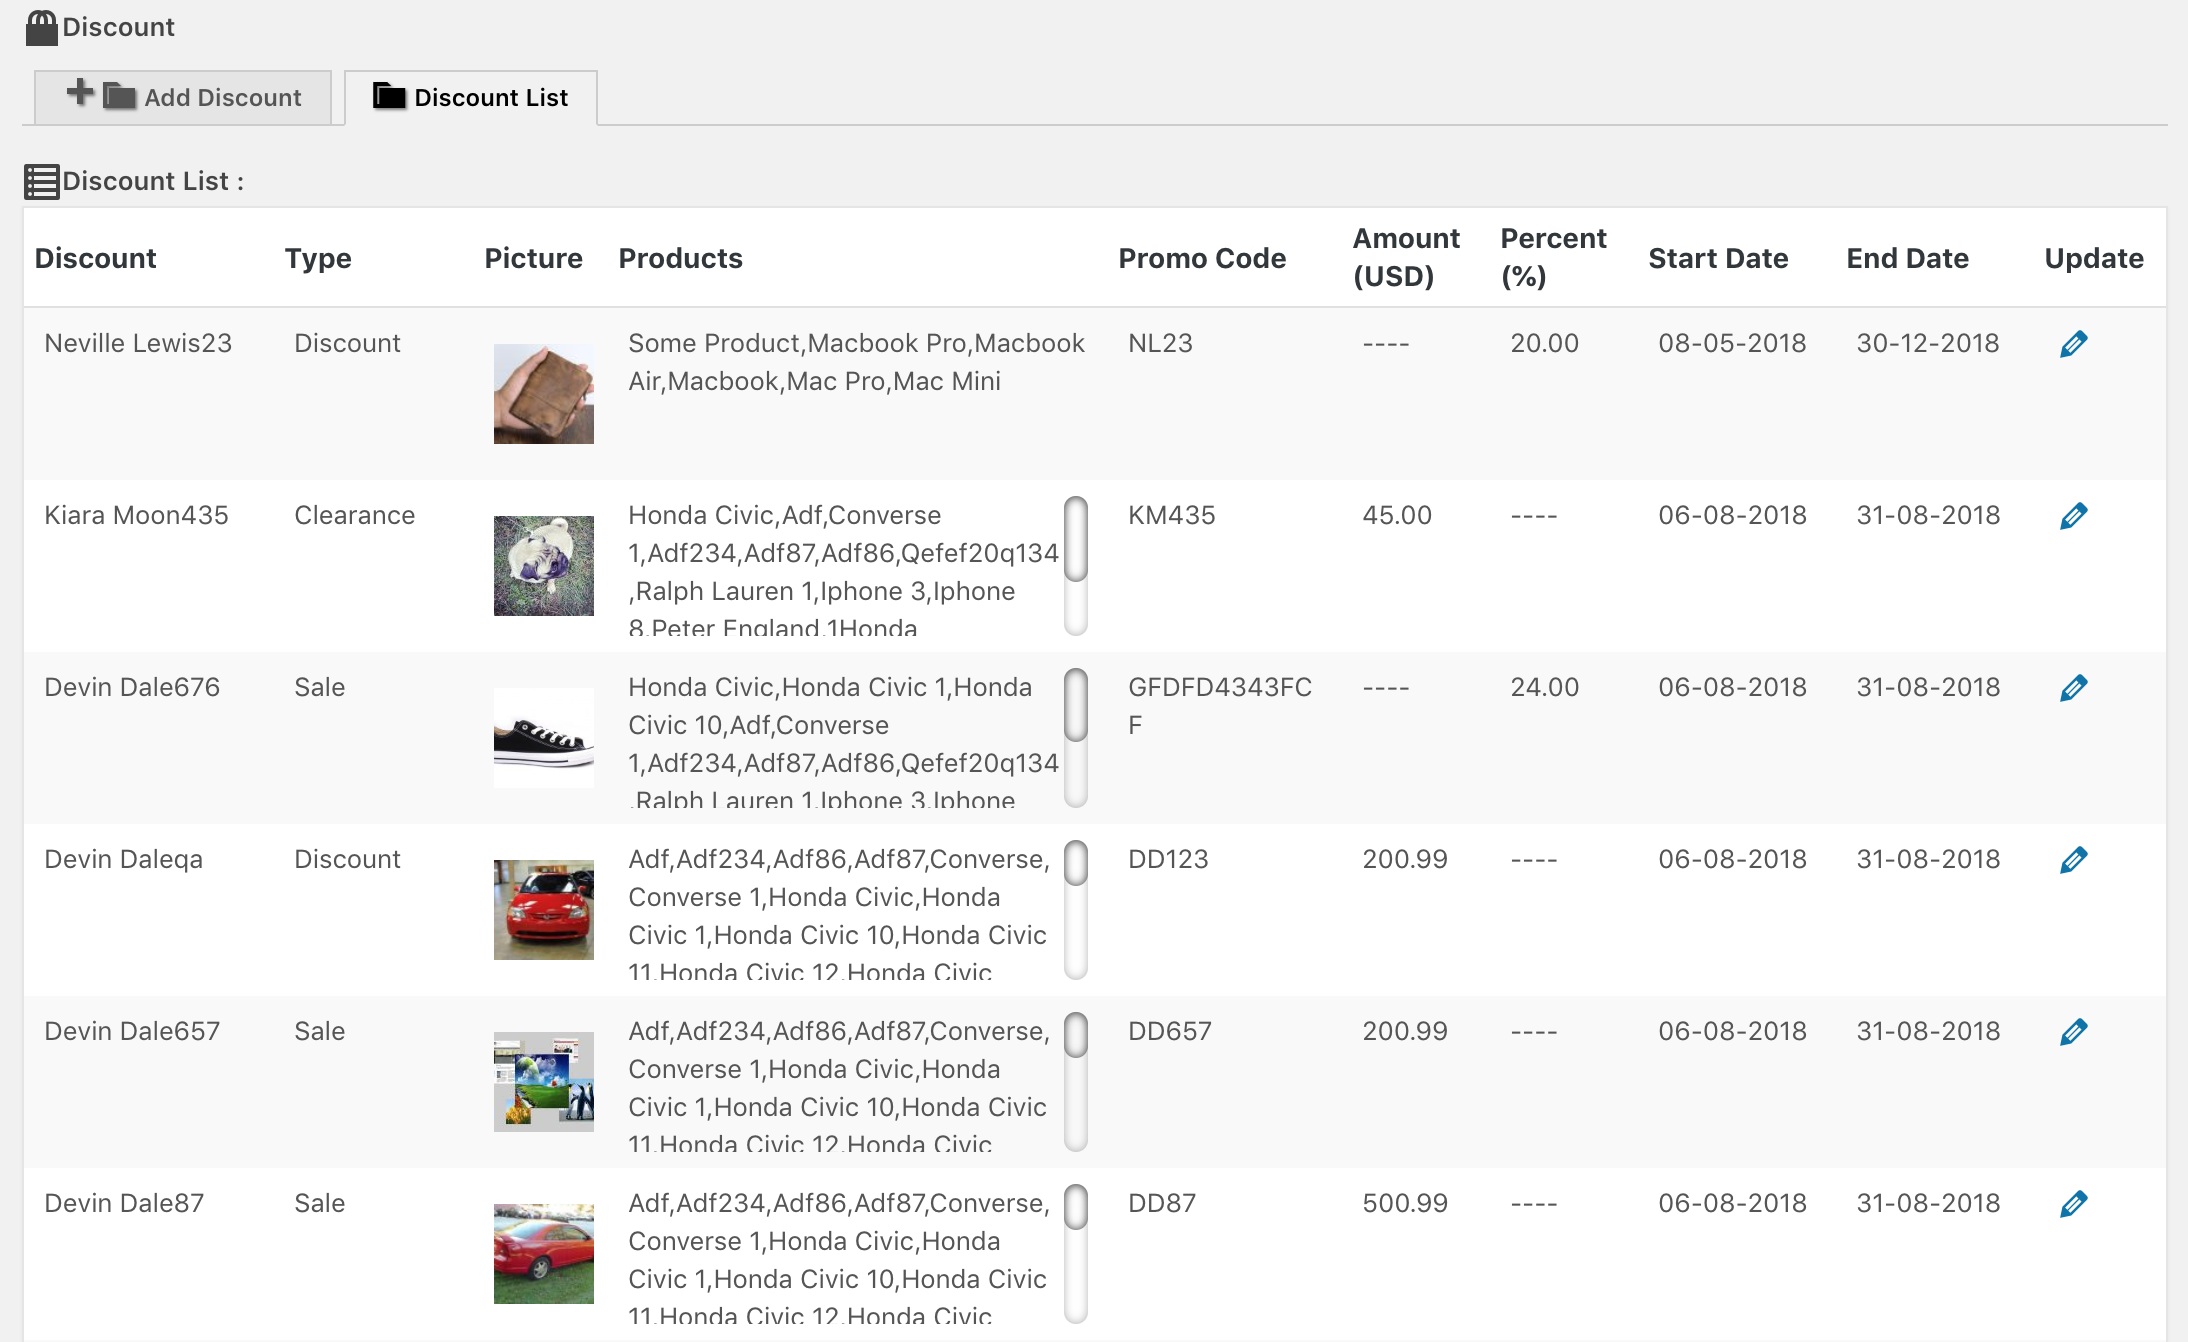 Discount
Add Discount
Discount List
Discount List :
Discount Type Picture Products Promo Code Amount (USD) Percent (%) Start Date End Date Update
Neville Lewis23 Discount Some Product,Macbook Pro,Macbook NL23 ---- 20.00 08-05-2018 30-12-2018
Air,Macbook,Mac Pro,Mac Mini
Kiara Moon435 Clearance Honda Civic,Adf,Converse KM435 45.00 ---- 06-08-2018 31-08-2018
1,Adf234,Adf87,Adf86,Qefef20q134
,Ralph Lauren 1,Iphone 3,Iphone
8,Peter England,1Honda
Devin Dale676 Sale Honda Civic,Honda Civic 1,Honda GFDFD4343FC ---- 24.00 06-08-2018 31-08-2018
Civic 10,Adf,Converse F
1,Adf234,Adf87,Adf86,Qefef20q134
,Ralph Lauren 1,Iphone 3,Iphone
Devin Daleqa Discount Adf,Adf234,Adf86,Adf87,Converse, DD123 200.99 ---- 06-08-2018 31-08-2018
Converse 1,Honda Civic,Honda
Civic 1,Honda Civic 10,Honda Civic
11,Honda Civic 12,Honda Civic
Devin Dale657 Sale Adf,Adf234,Adf86,Adf87,Converse, DD657 200.99 ---- 06-08-2018 31-08-2018
Converse 1,Honda Civic,Honda
Civic 1,Honda Civic 10,Honda Civic
11,Honda Civic 12,Honda Civic
Devin Dale87 Sale Adf,Adf234,Adf86,Adf87,Converse, DD87 500.99 ---- 06-08-2018 31-08-2018
Converse 1,Honda Civic,Honda
Civic 1,Honda Civic 10,Honda Civic
11,Honda Civic 12,Honda Civic